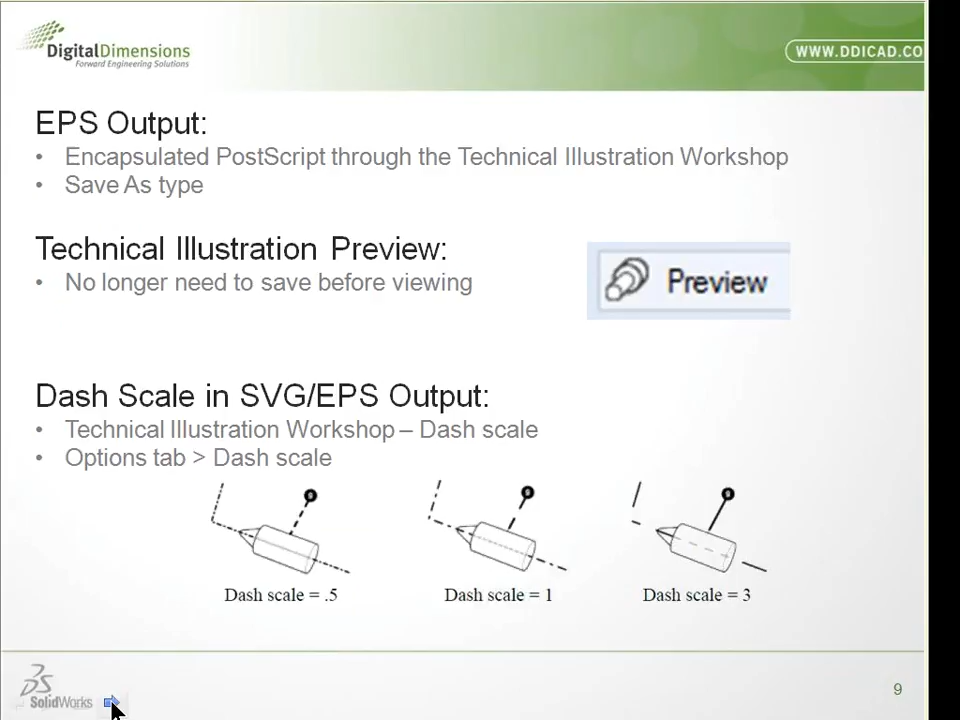 DigitalDimensions
Forward Engineering Solutions
WWW.DDICAD.CO
EPS Output:
• Encapsulated PostScript through the Technical Illustration Workshop
• Save As type
Technical Illustration Preview:
• No longer need to save before viewing
Preview
Dash Scale in SVG/EPS Output:
• Technical Illustration Workshop – Dash scale
• Options tab > Dash scale
Dash scale = .5
Dash scale = 1
Dash scale = 3
SolidWorks
9